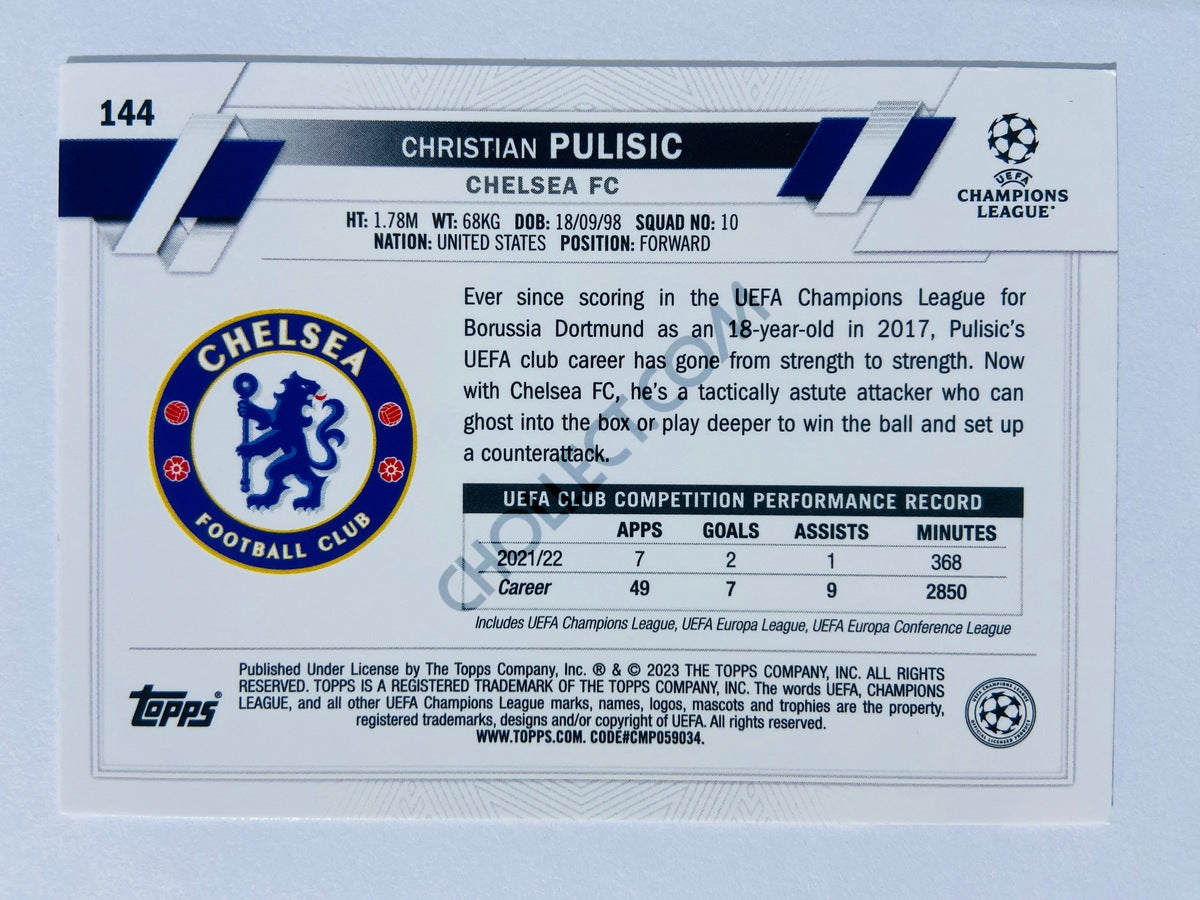 144
CHRISTIAN PULISIC
CHELSEA FC
HT: 1.78M WT: 68KG DOB: 18/09/98 SQUAD NO: 10
NATION: UNITED STATES POSITION: FORWARD
UEFA
CHAMPIONS
LEAGUE®
CHELSEA
FOOTBALL CLUB
Ever since scoring in the UEFA Champions League for
Borussia Dortmund as an 18-year-old in 2017, Pulisic's
UEFA club career has gone from strength to strength. Now
with Chelsea FC, he's a tactically astute attacker who can
ghost into the box or play deeper to win the ball and set up
a counterattack.
CHOLLECT.COM
UEFA CLUB COMPETITION PERFORMANCE RECORD
APPS GOALS ASSISTS MINUTES
2021/22 7 2 1 368
Career 49 7 9 2850
Includes UEFA Champions League, UEFA Europa League, UEFA Europa Conference League
Topps®
Published Under License by The Topps Company, Inc. ® & © 2023 THE TOPPS COMPANY, INC. ALL RIGHTS
RESERVED. TOPPS IS A REGISTERED TRADEMARK OF THE TOPPS COMPANY, INC. The words UEFA, CHAMPIONS
LEAGUE, and all other UEFA Champions League marks, names, logos, mascots and trophies are the property,
registered trademarks, designs and/or copyright of UEFA. All rights reserved.
WWW.TOPPS.COM. CODE#CMP059034.
UEFA CHAMPIONS LEAGUE
OFFICIAL LICENSED PRODUCT